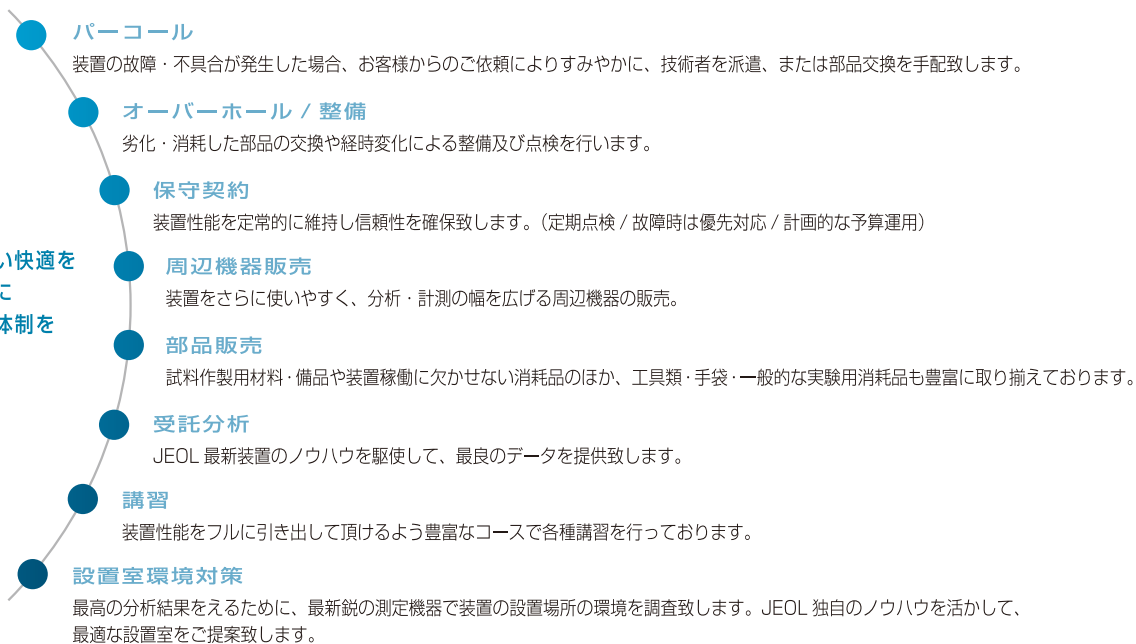 パーコール
装置の故障・不具合が発生した場合、お客様からのご依頼によりすみやかに、技術者を派遣、または部品交換を手配致します。
オーバーホール / 整備
劣化・消耗した部品の交換や経時変化による整備及び点検を行います。
保守契約
装置性能を定常的に維持し信頼性を確保致します。（定期点検 / 故障時は優先対応 / 計画的な予算運用）
い快適を
に
体制を
周辺機器販売
装置をさらに使いやすく、分析・計測の幅を広げる周辺機器の販売。
部品販売
試料作製用材料・備品や装置稼働に欠かせない消耗品のほか、工具類・手袋・一般的な実験用消耗品も豊富に取り揃えております。
受託分析
JEOL 最新装置のノウハウを駆使して、最良のデータを提供致します。
講習
装置性能をフルに引き出して頂けるよう豊富なコースで各種講習を行っております。
設置室環境対策
最高の分析結果をえるために、最新鋭の測定機器で装置の設置場所の環境を調査致します。JEOL 独自のノウハウを活かして、
最適な設置室をご提案致します。